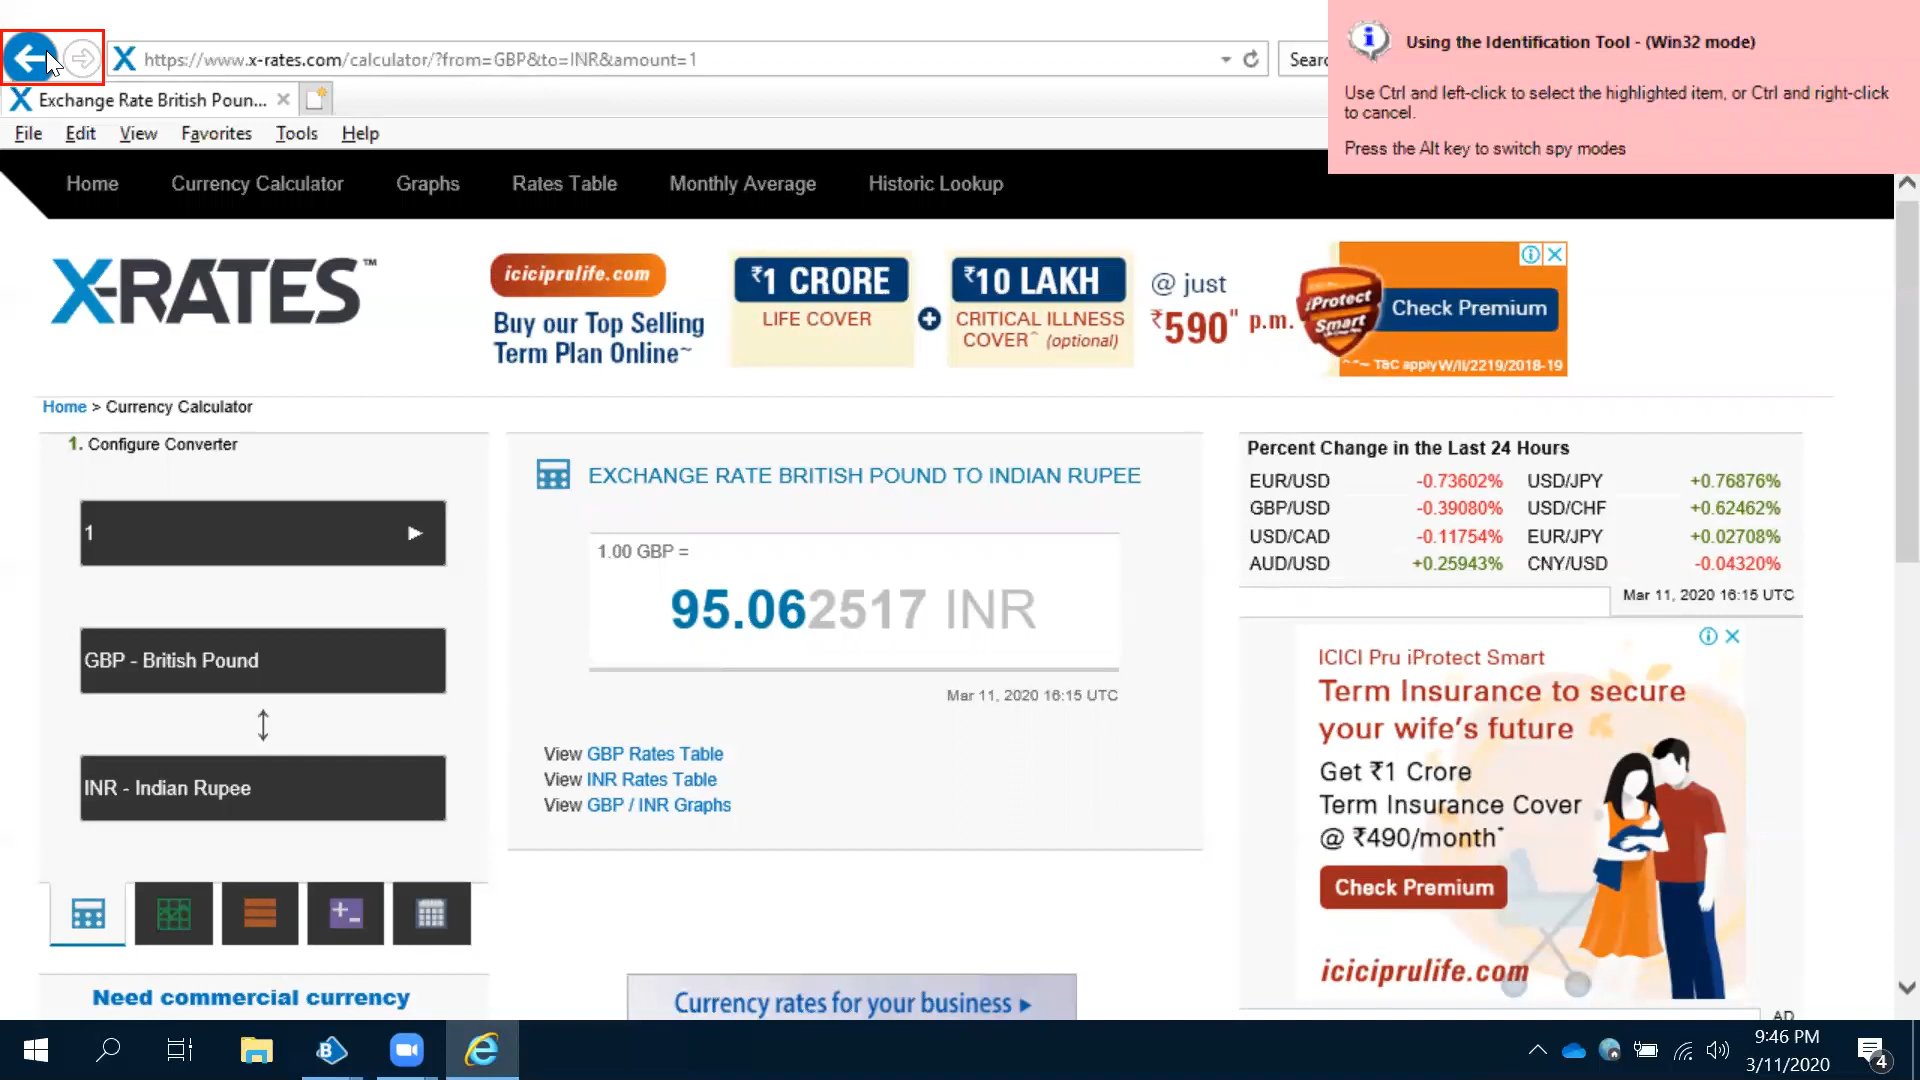 https://www.x-rates.com/calculator/?from=GBP&to=INR&amount=1
Searc
Using the Identification Tool - (Win32 mode)
Use Ctrl and left-click to select the highlighted item, or Ctrl and right-click
to cancel.
Press the Alt key to switch spy modes
Exchange Rate British Poun...
File Edit View Favorites Tools Help
Home Currency Calculator Graphs Rates Table Monthly Average Historic Lookup
X-RATES™
iciciprulife.com
Buy our Top Selling
Term Plan Online~
₹1 CRORE
LIFE COVER
₹10 LAKH
CRITICAL ILLNESS
COVER^ (optional)
@ just
₹590" p.m.
iProtect
Smart
Check Premium
^^~ T&C apply W/II/2219/2018-19
Home > Currency Calculator
1. Configure Converter
1
GBP - British Pound
INR - Indian Rupee
EXCHANGE RATE BRITISH POUND TO INDIAN RUPEE
1.00 GBP =
95.062517 INR
Mar 11, 2020 16:15 UTC
View GBP Rates Table
View INR Rates Table
View GBP / INR Graphs
Percent Change in the Last 24 Hours
EUR/USD -0.73602% USD/JPY +0.76876%
GBP/USD -0.39080% USD/CHF +0.62462%
USD/CAD -0.11754% EUR/JPY +0.02708%
AUD/USD +0.25943% CNY/USD -0.04320%
Mar 11, 2020 16:15 UTC
ICICI Pru iProtect Smart
Term Insurance to secure
your wife's future
Get ₹1 Crore
Term Insurance Cover
@ ₹490/month*
Check Premium
iciciprulife.com
AD
Need commercial currency
Currency rates for your business
9:46 PM
3/11/2020
4